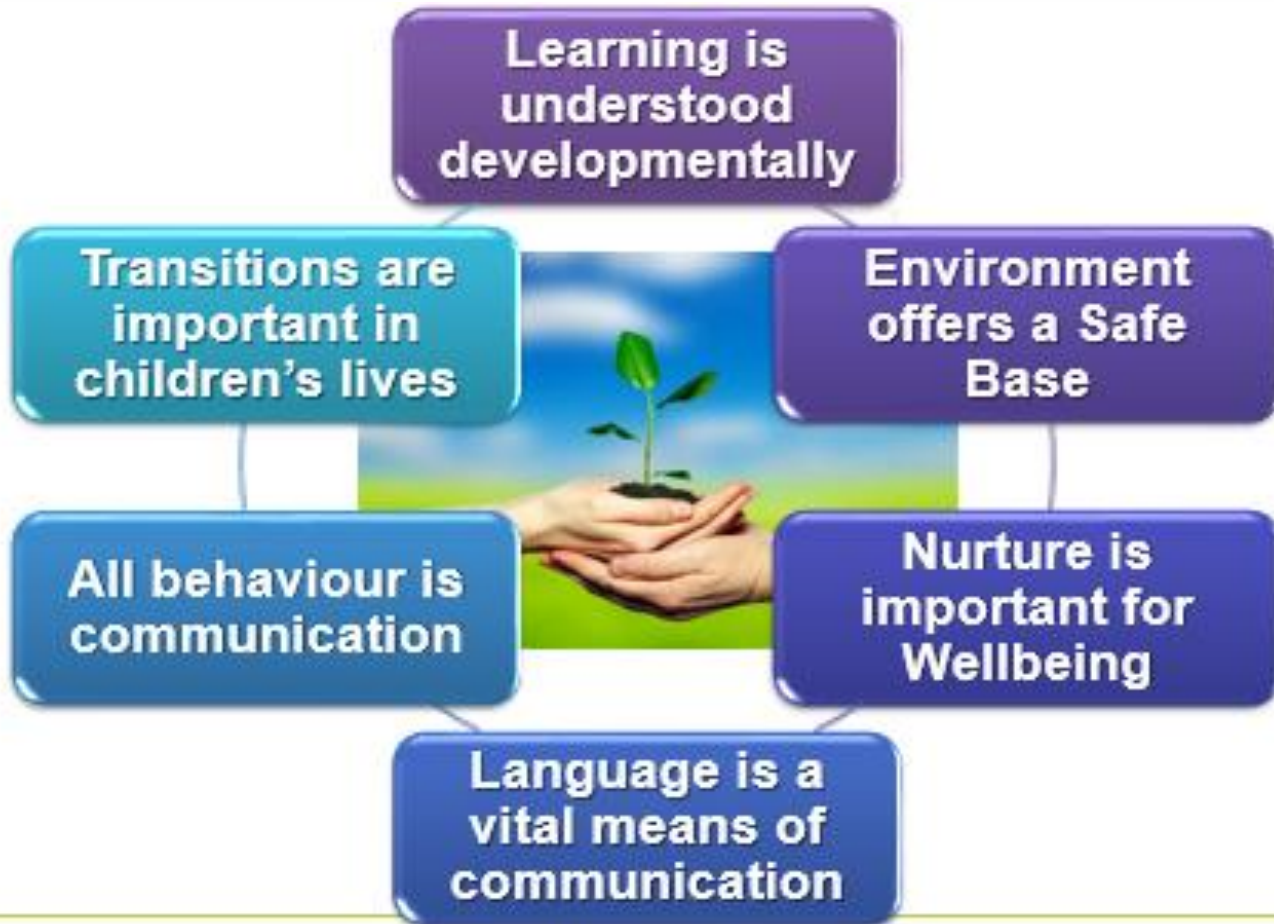 Learning is
understood
developmentally
Environment
offers a Safe
Base
Nurture is
important for
Wellbeing
Language is a
vital means of
communication
All behaviour is
communication
Transitions are
important in
children’s lives